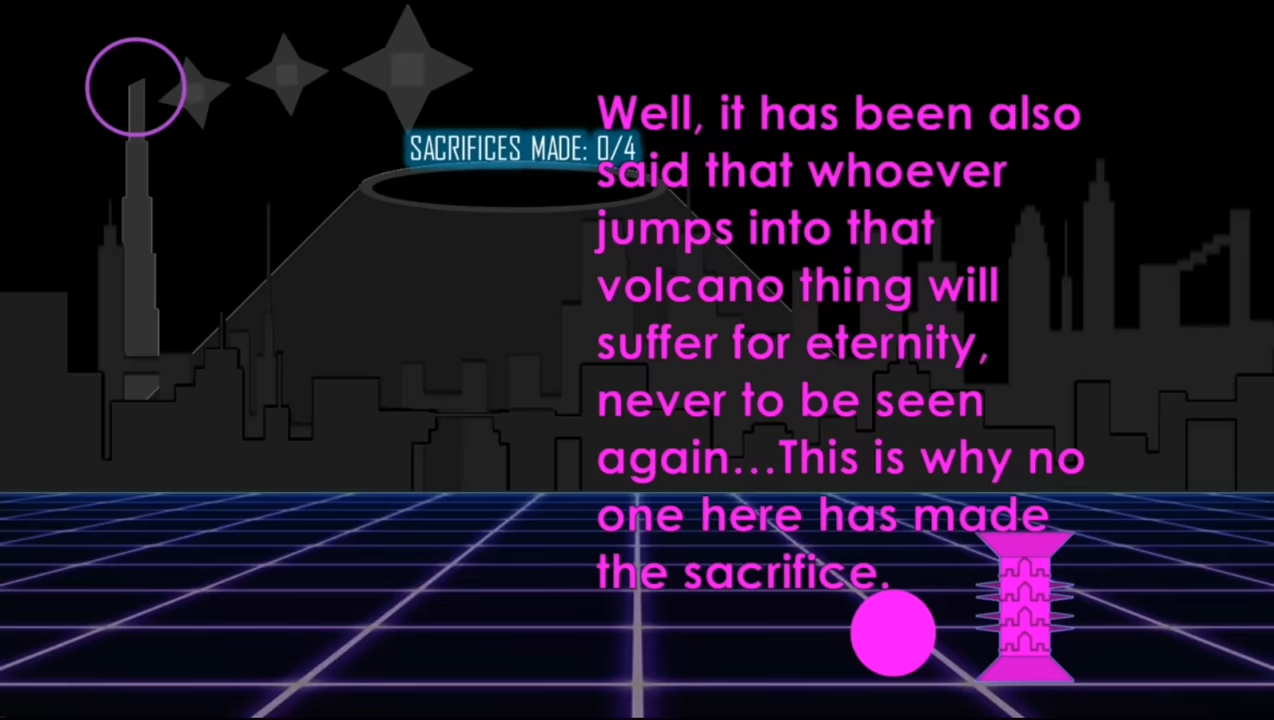 Well, it has been also
SACRIFICES MADE: 0/4
said that whoever
jumps into that
volcano thing will
suffer for eternity,
never to be seen
again...This is why no
one here has made
the sacrifice.